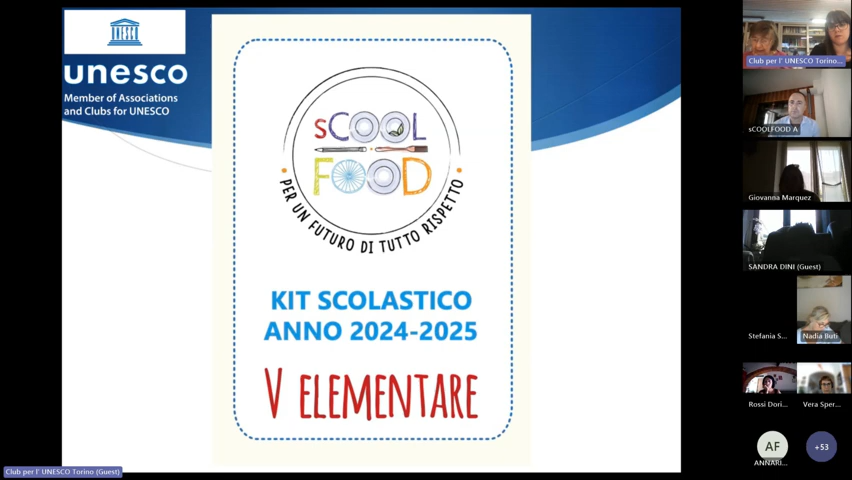 UNESCO
unesco
Member of Associations
and Clubs for UNESCO
sCOOL
FOOD
• PER UN FUTURO DI TUTTO RISPETTO •
KIT SCOLASTICO
ANNO 2024-2025
V ELEMENTARE
Club per l' UNESCO Torino...
sCOOLFOOD A
Giovanna Marquez
SANDRA DINI (Guest)
Stefania S...
Nadia Buti
Rossi Dori...
Vera Sper...
AF
+53
ANNARI...
Club per l' UNESCO Torino (Guest)